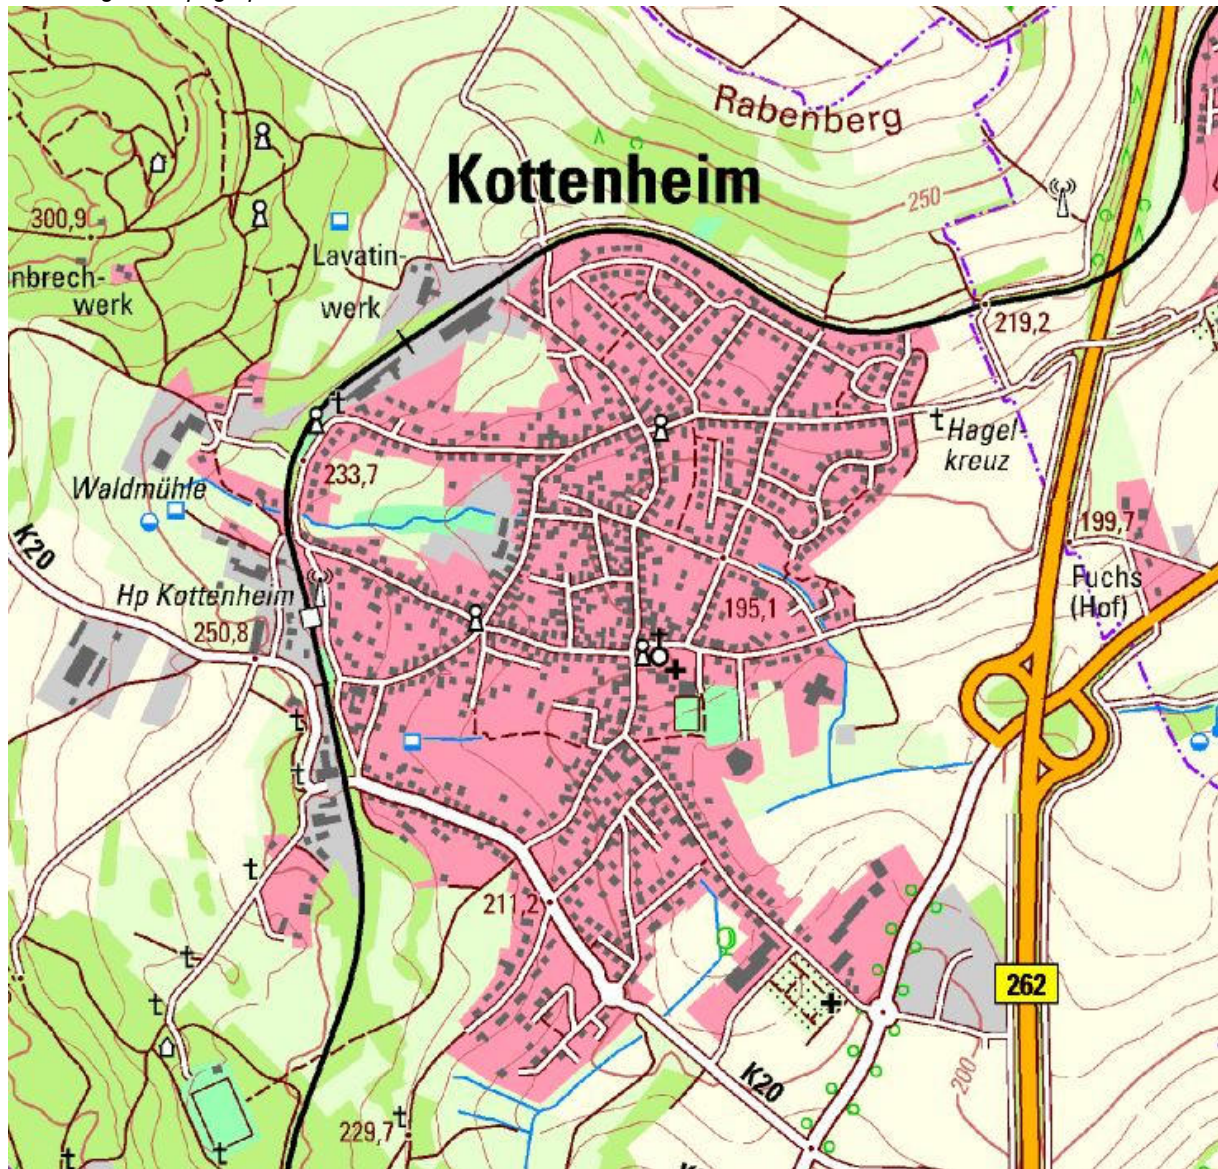 Rabenberg
Kottenheim
250
300,9
Lavatin-
werk
nbrech-
werk
219,2
Hagel
kreuz
233,7
Waldmühle
K20
199,7
Fuchs
(Hof)
Hp Kottenheim
195,1
250,8
211,2
262
K20
200
229,7